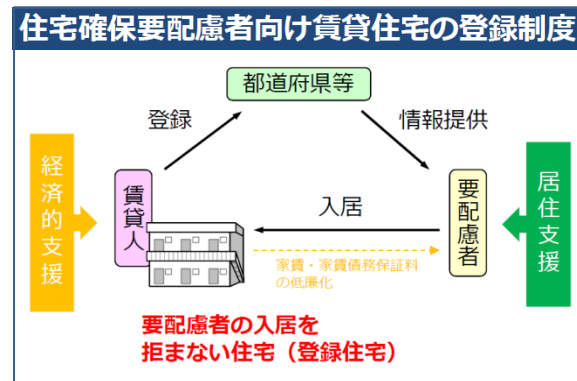 住宅確保要配慮者向け賃貸住宅の登録制度
都道府県等
登録
情報提供
経済的支援
賃貸人
入居
要配慮者
居住支援
家賃・家賃債務保証料
の低廉化
要配慮者の入居を
拒まない住宅（登録住宅）